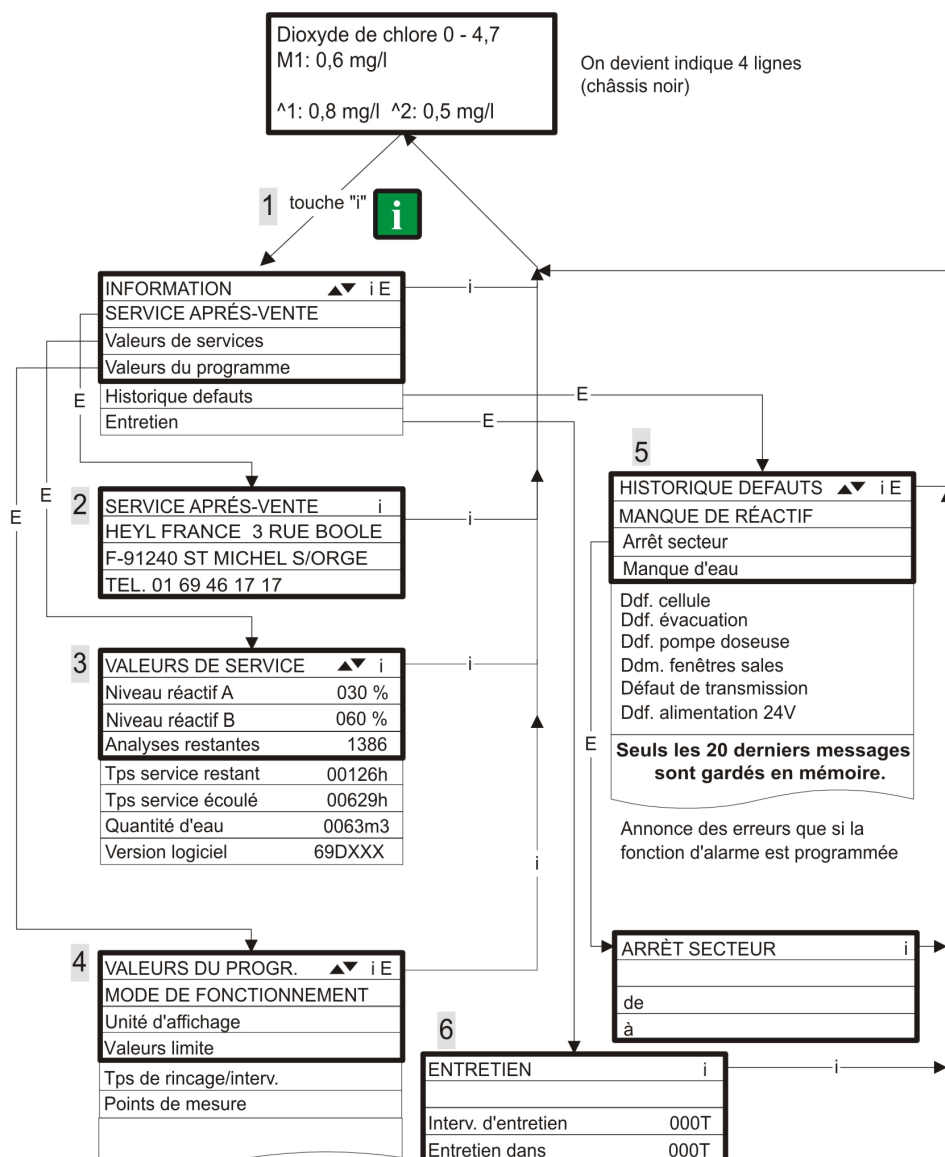 Dioxyde de chlore 0 - 4,7
M1: 0,6 mg/l
^1: 0,8 mg/l ^2: 0,5 mg/l
On devient indique 4 lignes
(châssis noir)
1 touche "i"
i
INFORMATION ▲▼ i E
SERVICE APRÉS-VENTE
Valeurs de services
Valeurs du programme
Historique defauts
Entretien
i
E
E
E
E
E
2
SERVICE APRÉS-VENTE i
HEYL FRANCE 3 RUE BOOLE
F-91240 ST MICHEL S/ORGE
TEL. 01 69 46 17 17
i
3
VALEURS DE SERVICE ▲▼ i
Niveau réactif A 030 %
Niveau réactif B 060 %
Analyses restantes 1386
Tps service restant 00126h
Tps service écoulé 00629h
Quantité d'eau 0063m3
Version logiciel 69DXXX
i
i
4
VALEURS DU PROGR. ▲▼ i E
MODE DE FONCTIONNEMENT
Unité d'affichage
Valeurs limite
Tps de rincage/interv.
Points de mesure
5
HISTORIQUE DEFAUTS ▲▼ i E
MANQUE DE RÉACTIF
Arrêt secteur
Manque d'eau
Ddf. cellule
Ddf. évacuation
Ddf. pompe doseuse
Ddm. fenêtres sales
Défaut de transmission
Ddf. alimentation 24V
Seuls les 20 derniers messages
sont gardés en mémoire.
Annonce des erreurs que si la
fonction d'alarme est programmée
E
ARRÈT SECTEUR i
de
à
6
ENTRETIEN i
Interv. d'entretien 000T
Entretien dans 000T
i